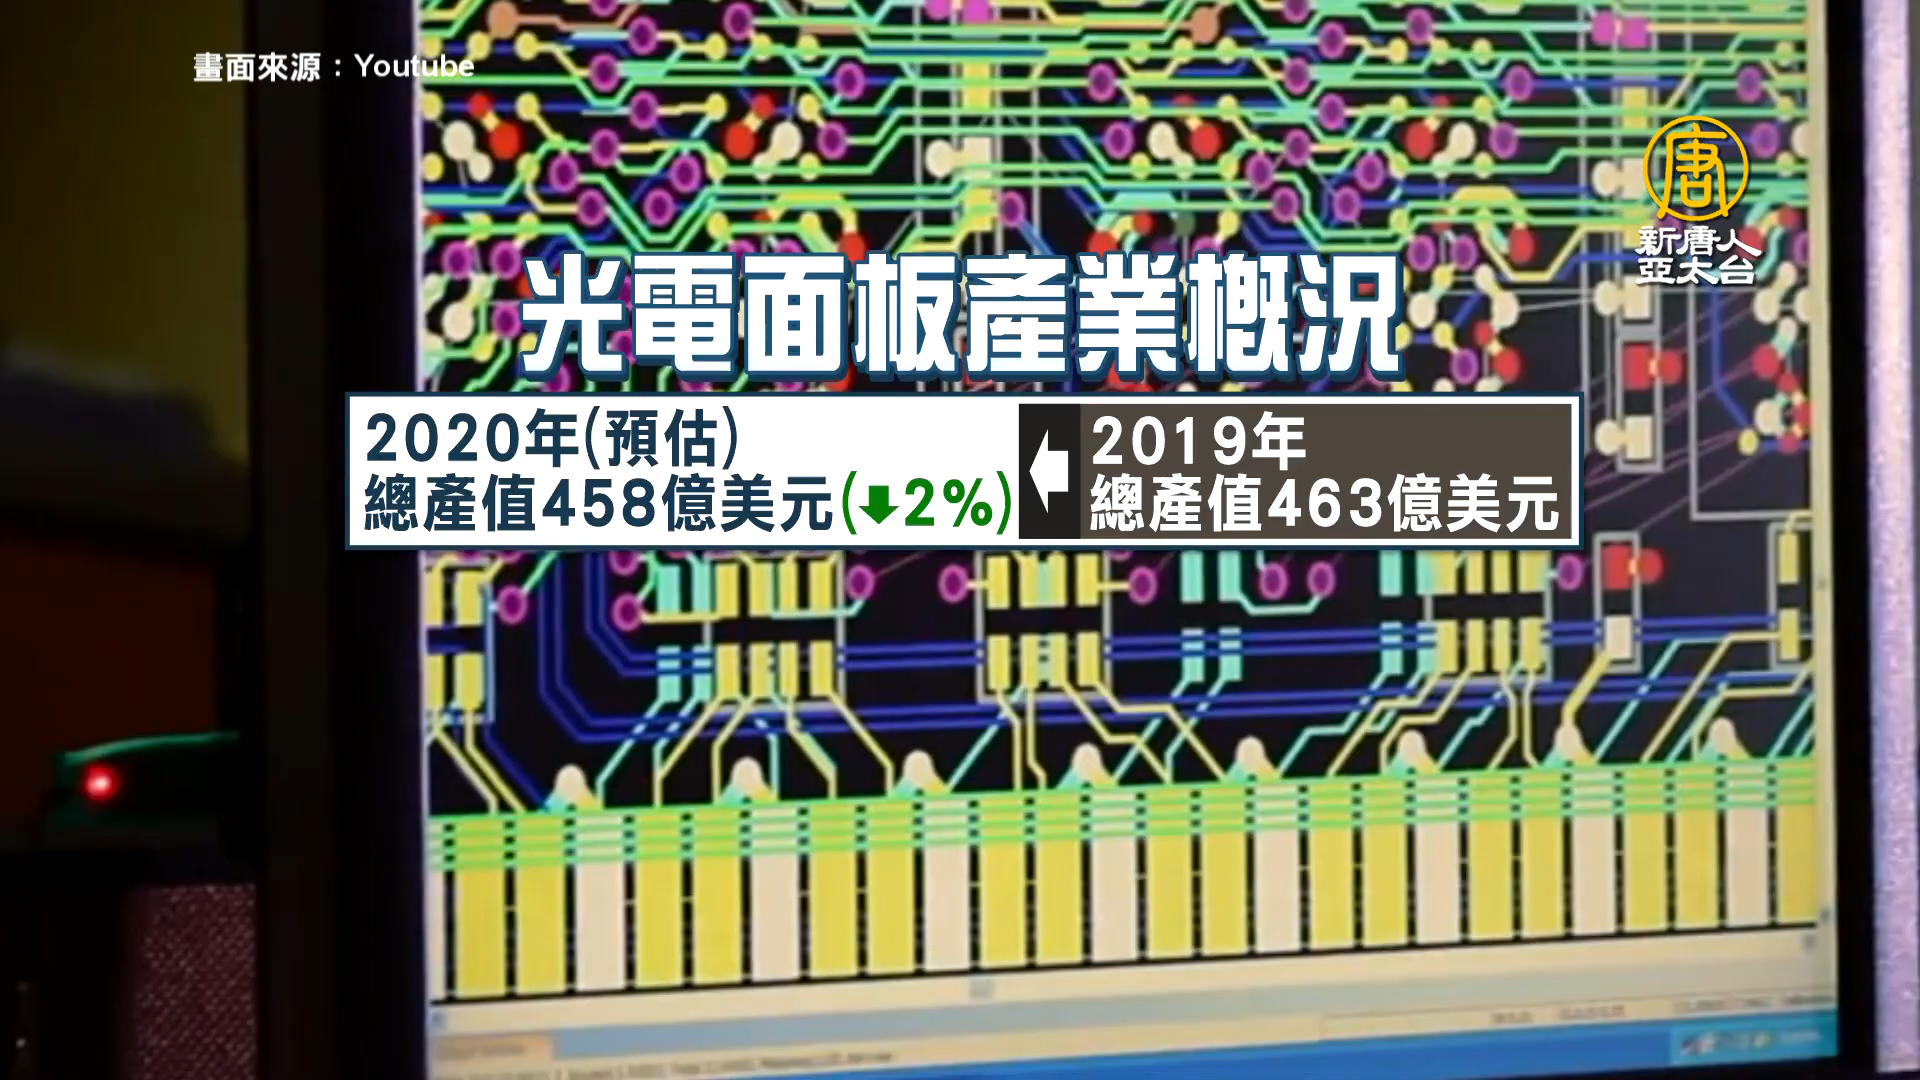 畫面來源：Youtube
唐
新唐人
亞太台
光電面板產業概況
2020年(預估)
總產值458億美元(⬇2%)
2019年
總產值463億美元